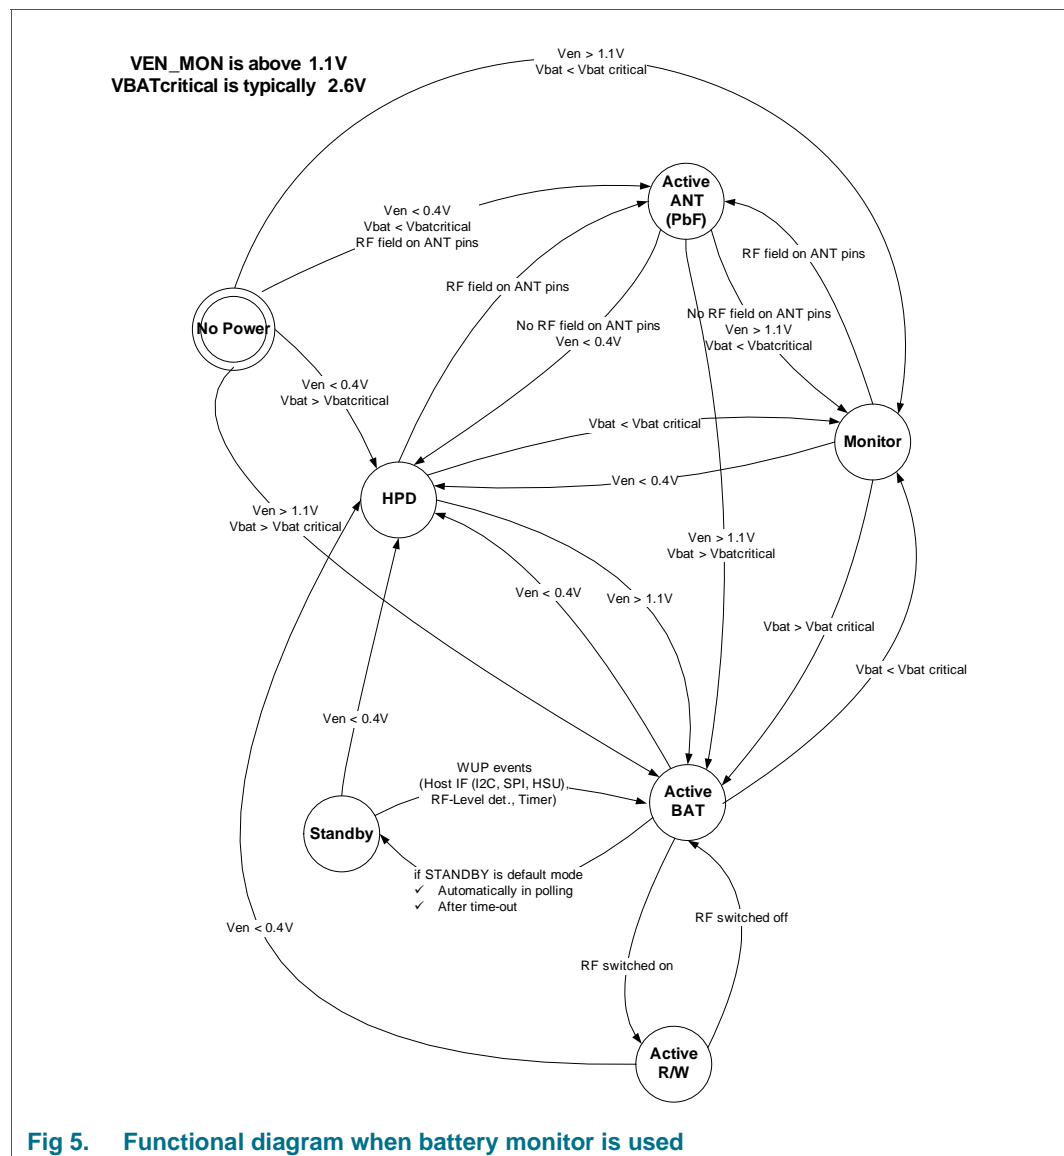 VEN_MON is above 1.1V
VBATcritical is typically 2.6V
Ven > 1.1V
Vbat < Vbat critical
Active
ANT
(PbF)
Ven < 0.4V
Vbat < Vbatcritical
RF field on ANT pins
RF field on ANT pins
RF field on ANT pins
No Power
No RF field on ANT pins
Ven < 0.4V
No RF field on ANT pins
Ven > 1.1V
Vbat < Vbatcritical
Ven < 0.4V
Vbat > Vbatcritical
Vbat < Vbat critical
Monitor
Ven < 0.4V
HPD
Ven > 1.1V
Vbat > Vbat critical
Ven > 1.1V
Vbat > Vbatcritical
Ven < 0.4V
Ven > 1.1V
Vbat > Vbat critical
Vbat < Vbat critical
Ven < 0.4V
WUP events
(Host IF (I2C, SPI, HSU),
RF-Level det., Timer)
Active
BAT
Standby
if STANDBY is default mode
✓ Automatically in polling
✓ After time-out
Ven < 0.4V
RF switched off
RF switched on
Active
R/W
Fig 5. Functional diagram when battery monitor is used